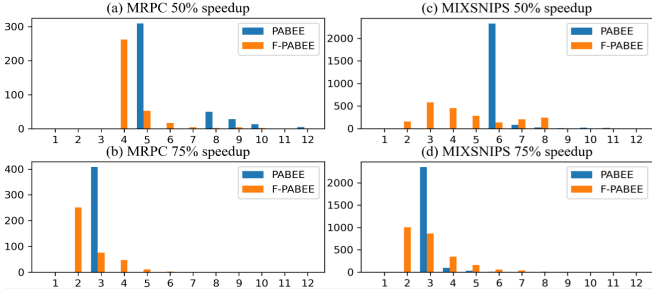 (a) MRPC 50% speedup
300
200
100
0
PABEE
F-PABEE
1 2 3 4 5 6 7 8 9 10 11 12
(c) MIXSNIPS 50% speedup
2000
1500
1000
500
0
PABEE
F-PABEE
1 2 3 4 5 6 7 8 9 10 11 12
(b) MRPC 75% speedup
400
300
200
100
0
PABEE
F-PABEE
1 2 3 4 5 6 7 8 9 10 11 12
(d) MIXSNIPS 75% speedup
2000
1500
1000
500
0
PABEE
F-PABEE
1 2 3 4 5 6 7 8 9 10 11 12